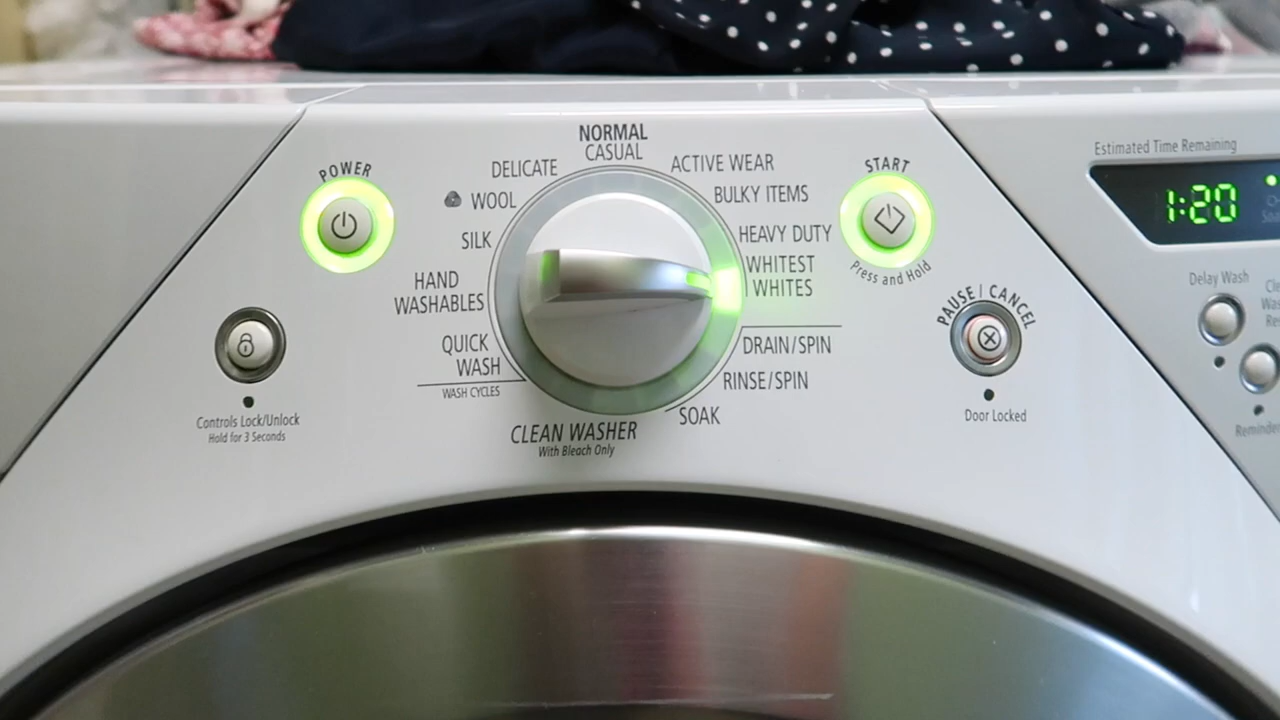 NORMAL
CASUAL
DELICATE
ACTIVE WEAR
WOOL
BULKY ITEMS
SILK
HEAVY DUTY
HAND
WASHABLES
WHITEST
WHITES
QUICK
WASH
WASH CYCLES
DRAIN/SPIN
RINSE/SPIN
SOAK
CLEAN WASHER
With Bleach Only
POWER
Controls Lock/Unlock
Hold for 3 Seconds
START
Press and Hold
PAUSE | CANCEL
Door Locked
Estimated Time Remaining
1:20
Delay Wash